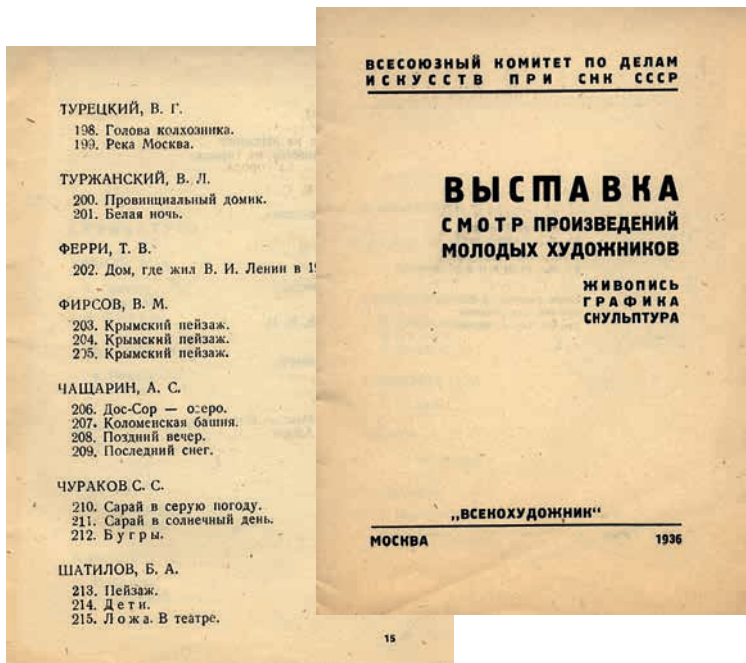 ТУРЕЦКИЙ, В. Г.
198. Голова колхозника.
199. Река Москва.
ТУРЖАНСКИЙ, В. Л.
200. Провинциальный домик.
201. Белая ночь.
ФЕРРИ, Т. В.
202. Дом, где жил В. И. Ленин в
ФИРСОВ, В. М.
203. Крымский пейзаж.
204. Крымский пейзаж.
205. Крымский пейзаж.
ЧАЩАРИН, А. С.
206. Дос-Сор — озеро.
207. Коломенская башня.
208. Поздний вечер.
209. Последний снег.
ЧУРАКОВ С. С.
210. Сарай в серую погоду.
211. Сарай в солнечный день.
212. Бугры.
ШАТИЛОВ, Б. А.
213. Пейзаж.
214. Дети.
215. Ложа. В театре.
15
ВСЕСОЮЗНЫЙ КОМИТЕТ ПО ДЕЛАМ
ИСКУССТВ ПРИ СНК СССР
ВЫСТАВКА
СМОТР ПРОИЗВЕДЕНИЙ
МОЛОДЫХ ХУДОЖНИКОВ
ЖИВОПИСЬ
ГРАФИКА
СКУЛЬПТУРА
„ВСЕКОХУДОЖНИК“
МОСКВА 1936